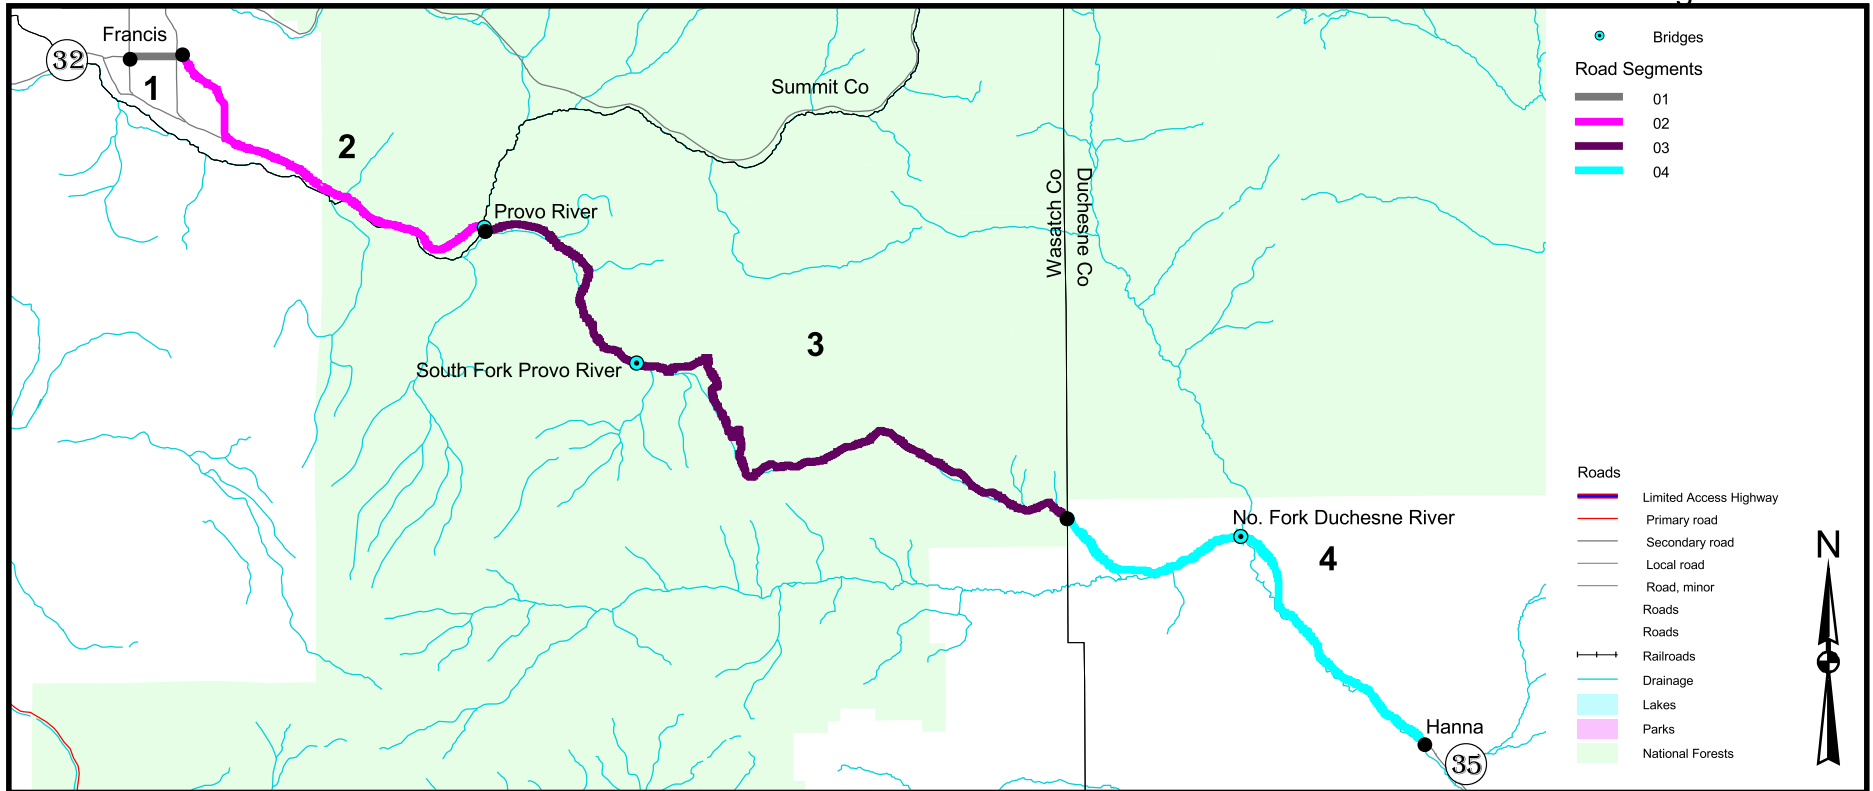 Francis
32
1
2
Summit Co
Provo River
Wasatch Co
Duchesne Co
3
South Fork Provo River
No. Fork Duchesne River
4
Hanna
35
Bridges
Road Segments
01
02
03
04
Roads
Limited Access Highway
Primary road
Secondary road
Local road
Road, minor
Roads
Roads
Railroads
Drainage
Lakes
Parks
National Forests
N